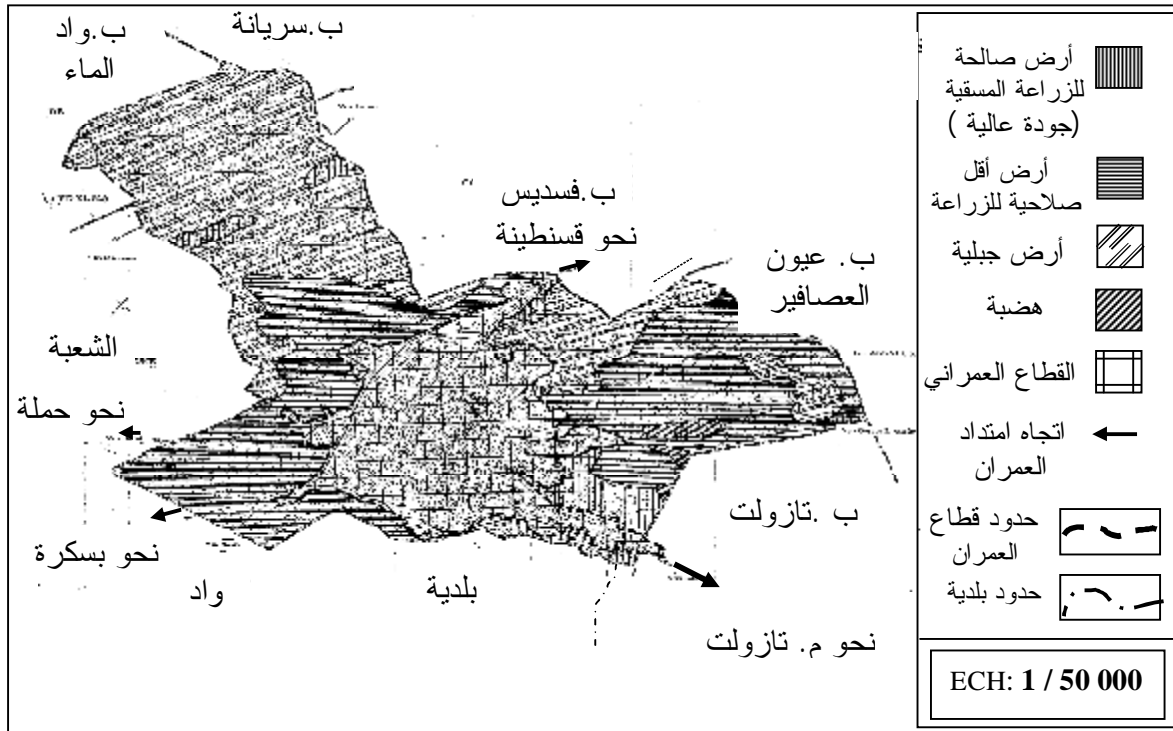 ب.سريانة
ب.واد
الماء
ب.فسديس
نحو قسنطينة
ب. عيون
العصافير
الشعبة
نحو حملة
نحو بسكرة
واد
بلدية
ب .تازولت
نحو م. تازولت
أرض صالحة
للزراعة المسقية
(جودة عالية )
أرض أقل
صلاحية للزراعة
أرض جبلية
هضبة
القطاع العمراني
اتجاه امتداد
العمران
حدود قطاع
العمران
حدود بلدية
ECH: 1 / 50 000